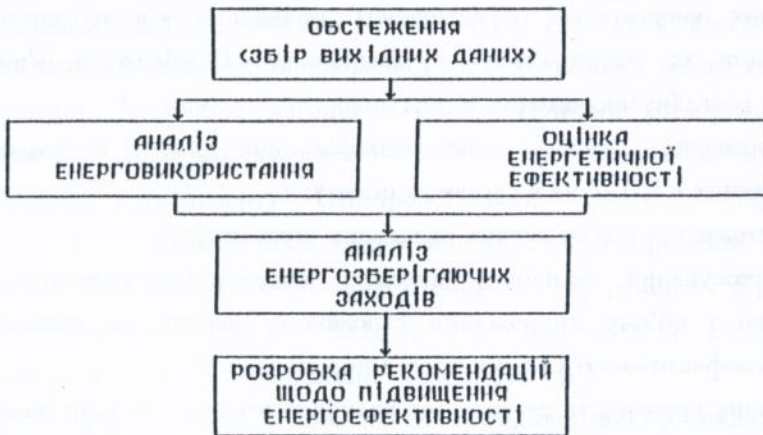 ОБСТЕЖЕННЯ
<ЗБІР ВИХІДНИХ ДАНИХ>
АНАЛІЗ
ЕНЕРГОВИКОРИСТАННЯ
ОЦІНКА
ЕНЕРГЕТИЧНОЇ
ЕФЕКТИВНОСТІ
АНАЛІЗ
ЕНЕРГОЗБЕРІГАЮЧИХ
ЗАХОДІВ
РОЗРОБКА РЕКОМЕНДАЦІЙ
ЩОДО ПІДВИЩЕННЯ
ЕНЕРГОЕФЕКТИВНОСТІ